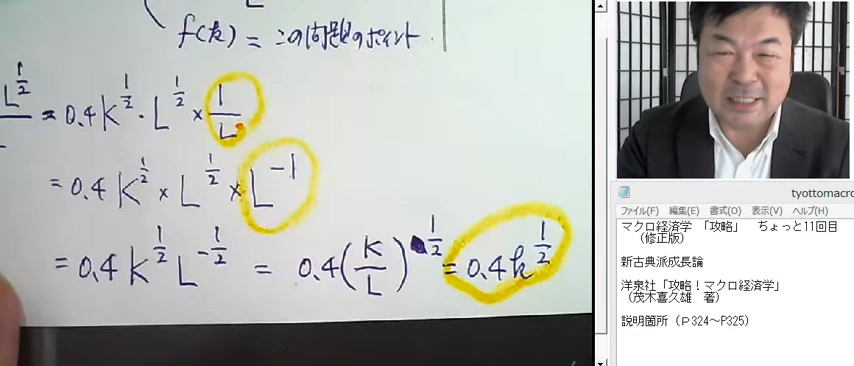 f(k) = この問題のポイント.
L^{1/2} = 0.4K^{1/2}・L^{1/2} × 1/L
= 0.4 K^{1/2} × L^{1/2} × L^{-1}
= 0.4 K^{1/2} L^{-1/2} = 0.4(K/L)^{1/2} = 0.4k^{1/2}
tyottomacro
ファイル(F) 編集(E) 書式(O) 表示(V) ヘルプ(H)
マクロ経済学 「攻略」 ちょっと11回目
(修正版)
新古典派成長論
洋泉社「攻略!マクロ経済学」
(茂木喜久雄 著)
説明箇所(P324～P325)